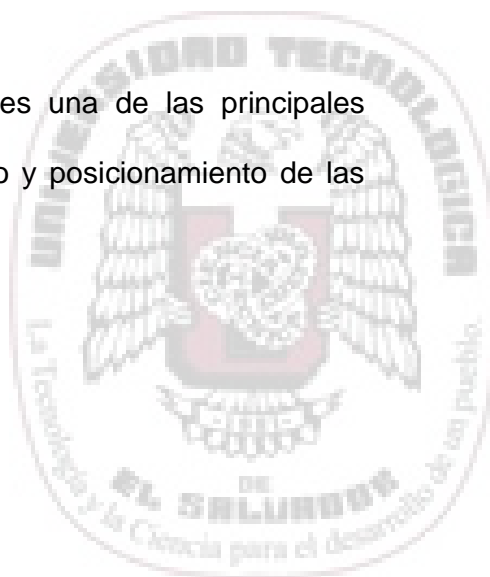 es una de las principales
o y posicionamiento de las
UNIVERSIDAD TECNOLOGICA
La Tecnología y la Ciencia para el desarrollo de un pueblo.
DE
EL SALVADOR